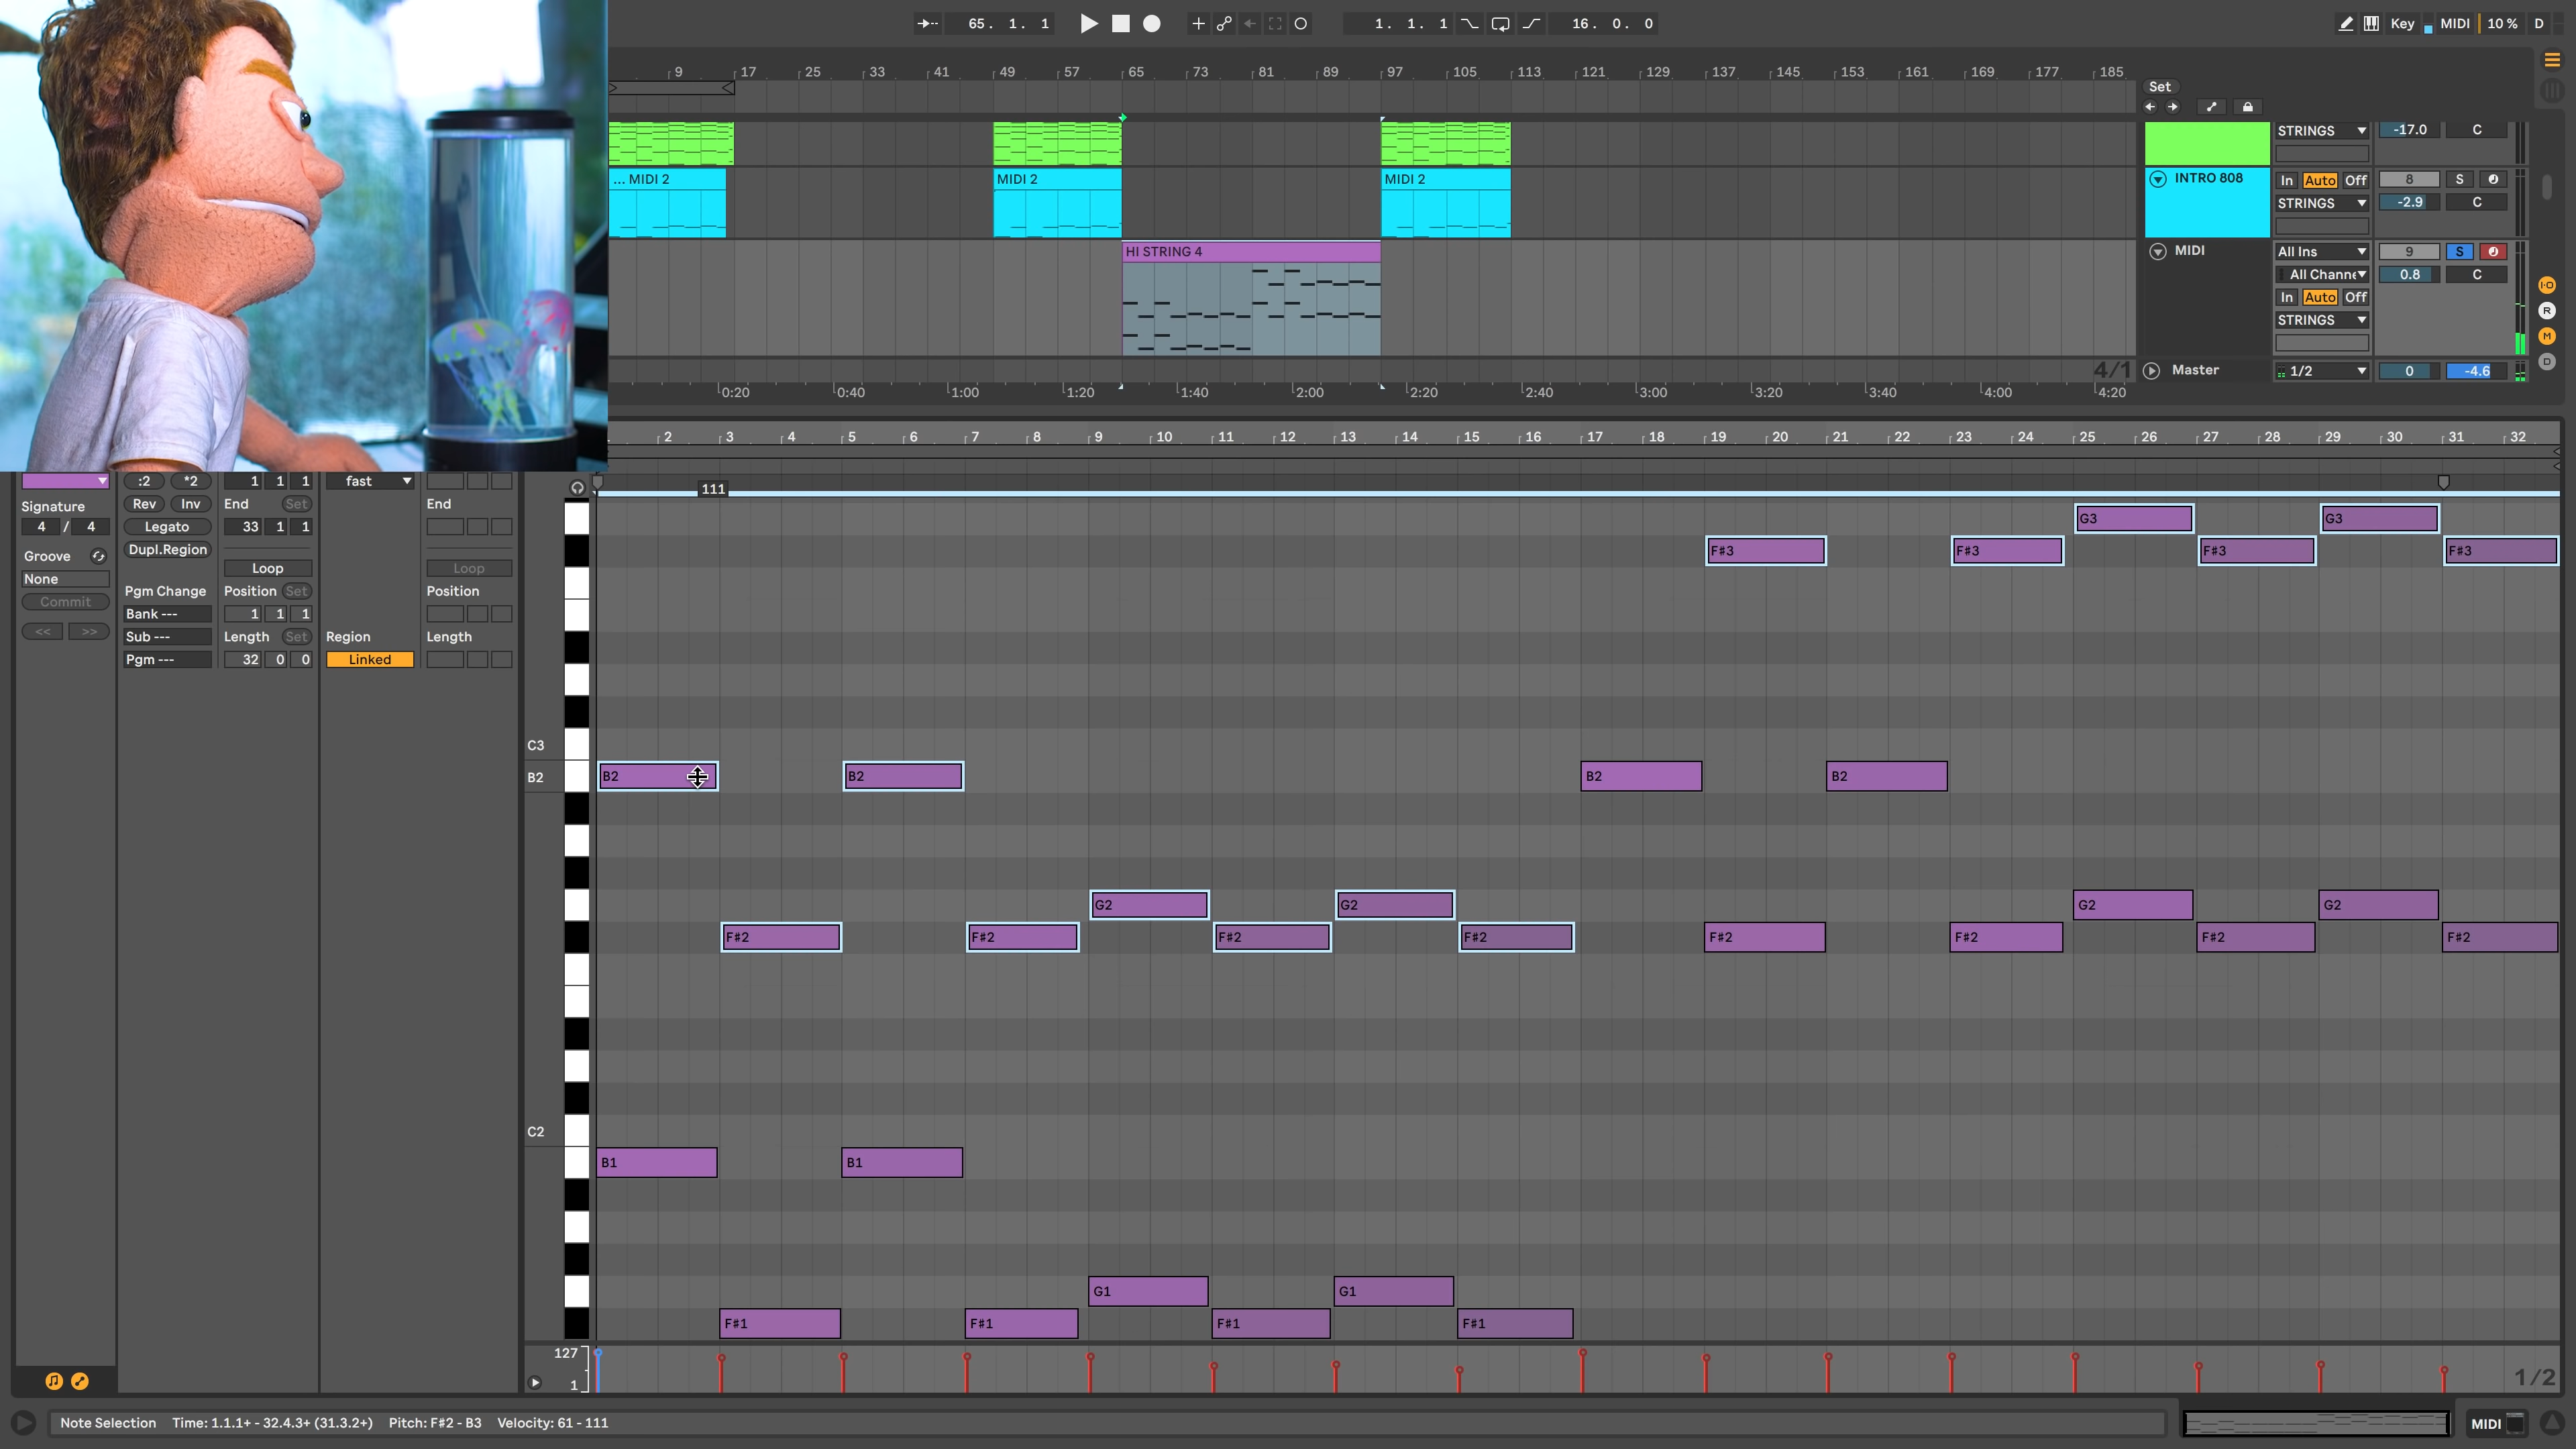 65. 1. 1
1. 1. 1
16. 0. 0
Key
MIDI
10 %
D
9 17 25 33 41 49 57 65 73 81 89 97 105 113 121 129 137 145 153 161 169 177 185
Set
STRINGS -17.0 C
... MIDI 2
MIDI 2
MIDI 2
INTRO 808
In Auto Off
8 S
STRINGS -2.9 C
HI STRING 4
MIDI
All Ins 9 S
All Channe 0.8 C
In Auto Off
STRINGS
I·O
R
M
D
4/1
Master
1/2
0 -4.6
0:20 0:40 1:00 1:20 1:40 2:00 2:20 2:40 3:00 3:20 3:40 4:00 4:20
2 3 4 5 6 7 8 9 10 11 12 13 14 15 16 17 18 19 20 21 22 23 24 25 26 27 28 29 30 31 32
:2 *2 1 1 1 fast
Signature Rev Inv End Set End
4 / 4 Legato 33 1 1
Groove Dupl.Region
None Loop Loop
Commit Pgm Change Position Set Position
Bank --- 1 1 1
<< >> Sub --- Length Set Region Length
Pgm --- 32 0 0 Linked
111
G3 G3
F#3 F#3 F#3 F#3
C3
B2
B2 B2 B2 B2
G2 G2 G2 G2
F#2 F#2 F#2 F#2 F#2 F#2 F#2 F#2
C2
B1 B1
G1 G1
F#1 F#1 F#1 F#1
127
1
1/2
Note Selection Time: 1.1.1+ - 32.4.3+ (31.3.2+) Pitch: F#2 - B3 Velocity: 61 - 111
MIDI